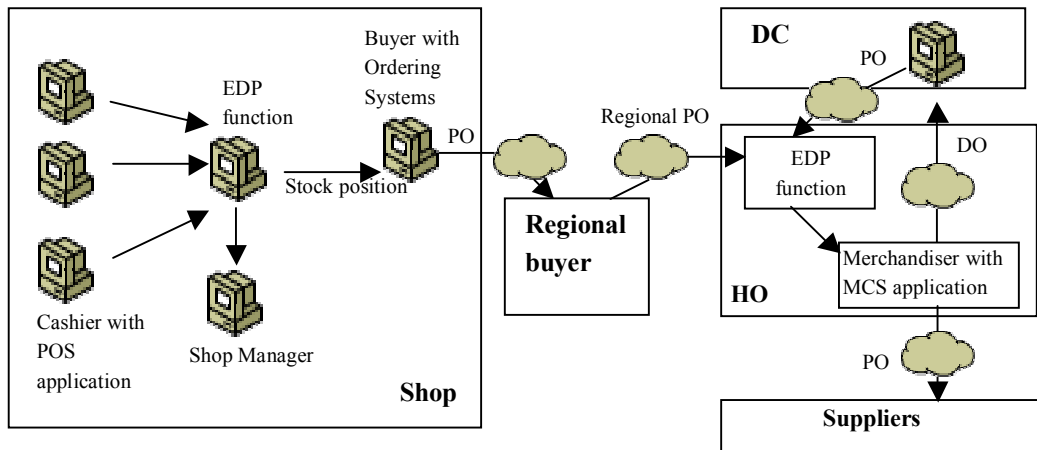 EDP
function
Buyer with
Ordering
Systems
PO
Stock position
Cashier with
POS
application
Shop Manager
Shop
Regional
buyer
Regional PO
DC
PO
EDP
function
DO
Merchandiser with
MCS application
HO
PO
Suppliers